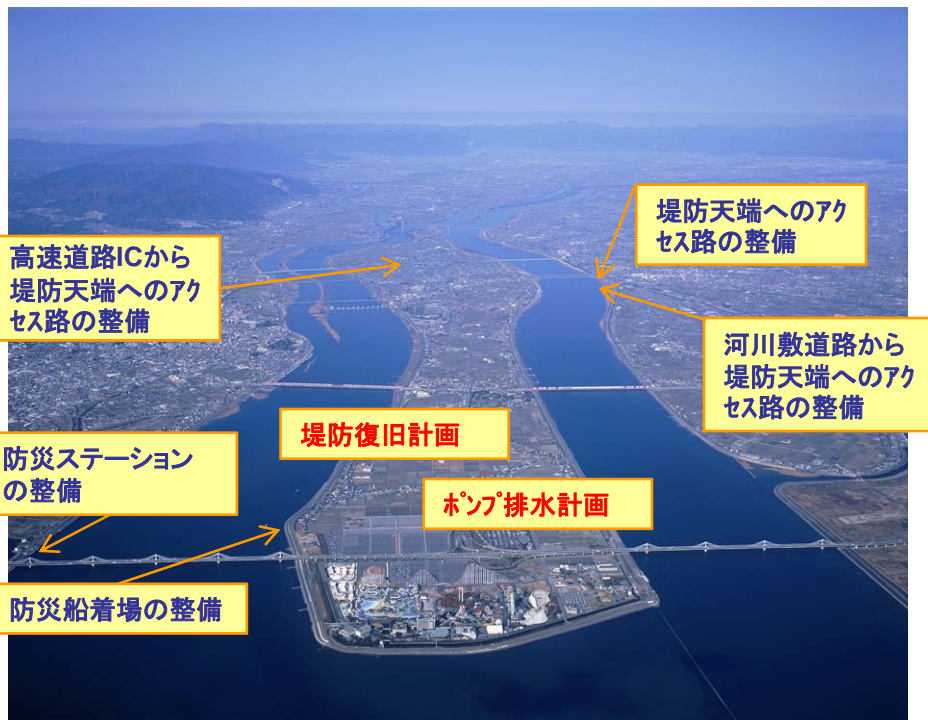 堤防天端へのアク
セス路の整備
高速道路ICから
堤防天端へのアク
セス路の整備
河川敷道路から
堤防天端へのアク
セス路の整備
堤防復旧計画
防災ステーション
の整備
ポンプ排水計画
防災船着場の整備